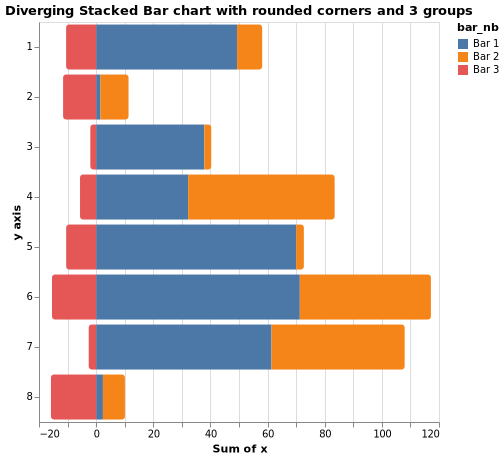 Diverging Stacked Bar chart with rounded corners and 3 groups
bar_nb
Bar 1
Bar 2
Bar 3
y axis
1
2
3
4
5
6
7
8
−20 0 20 40 60 80 100 120
Sum of x